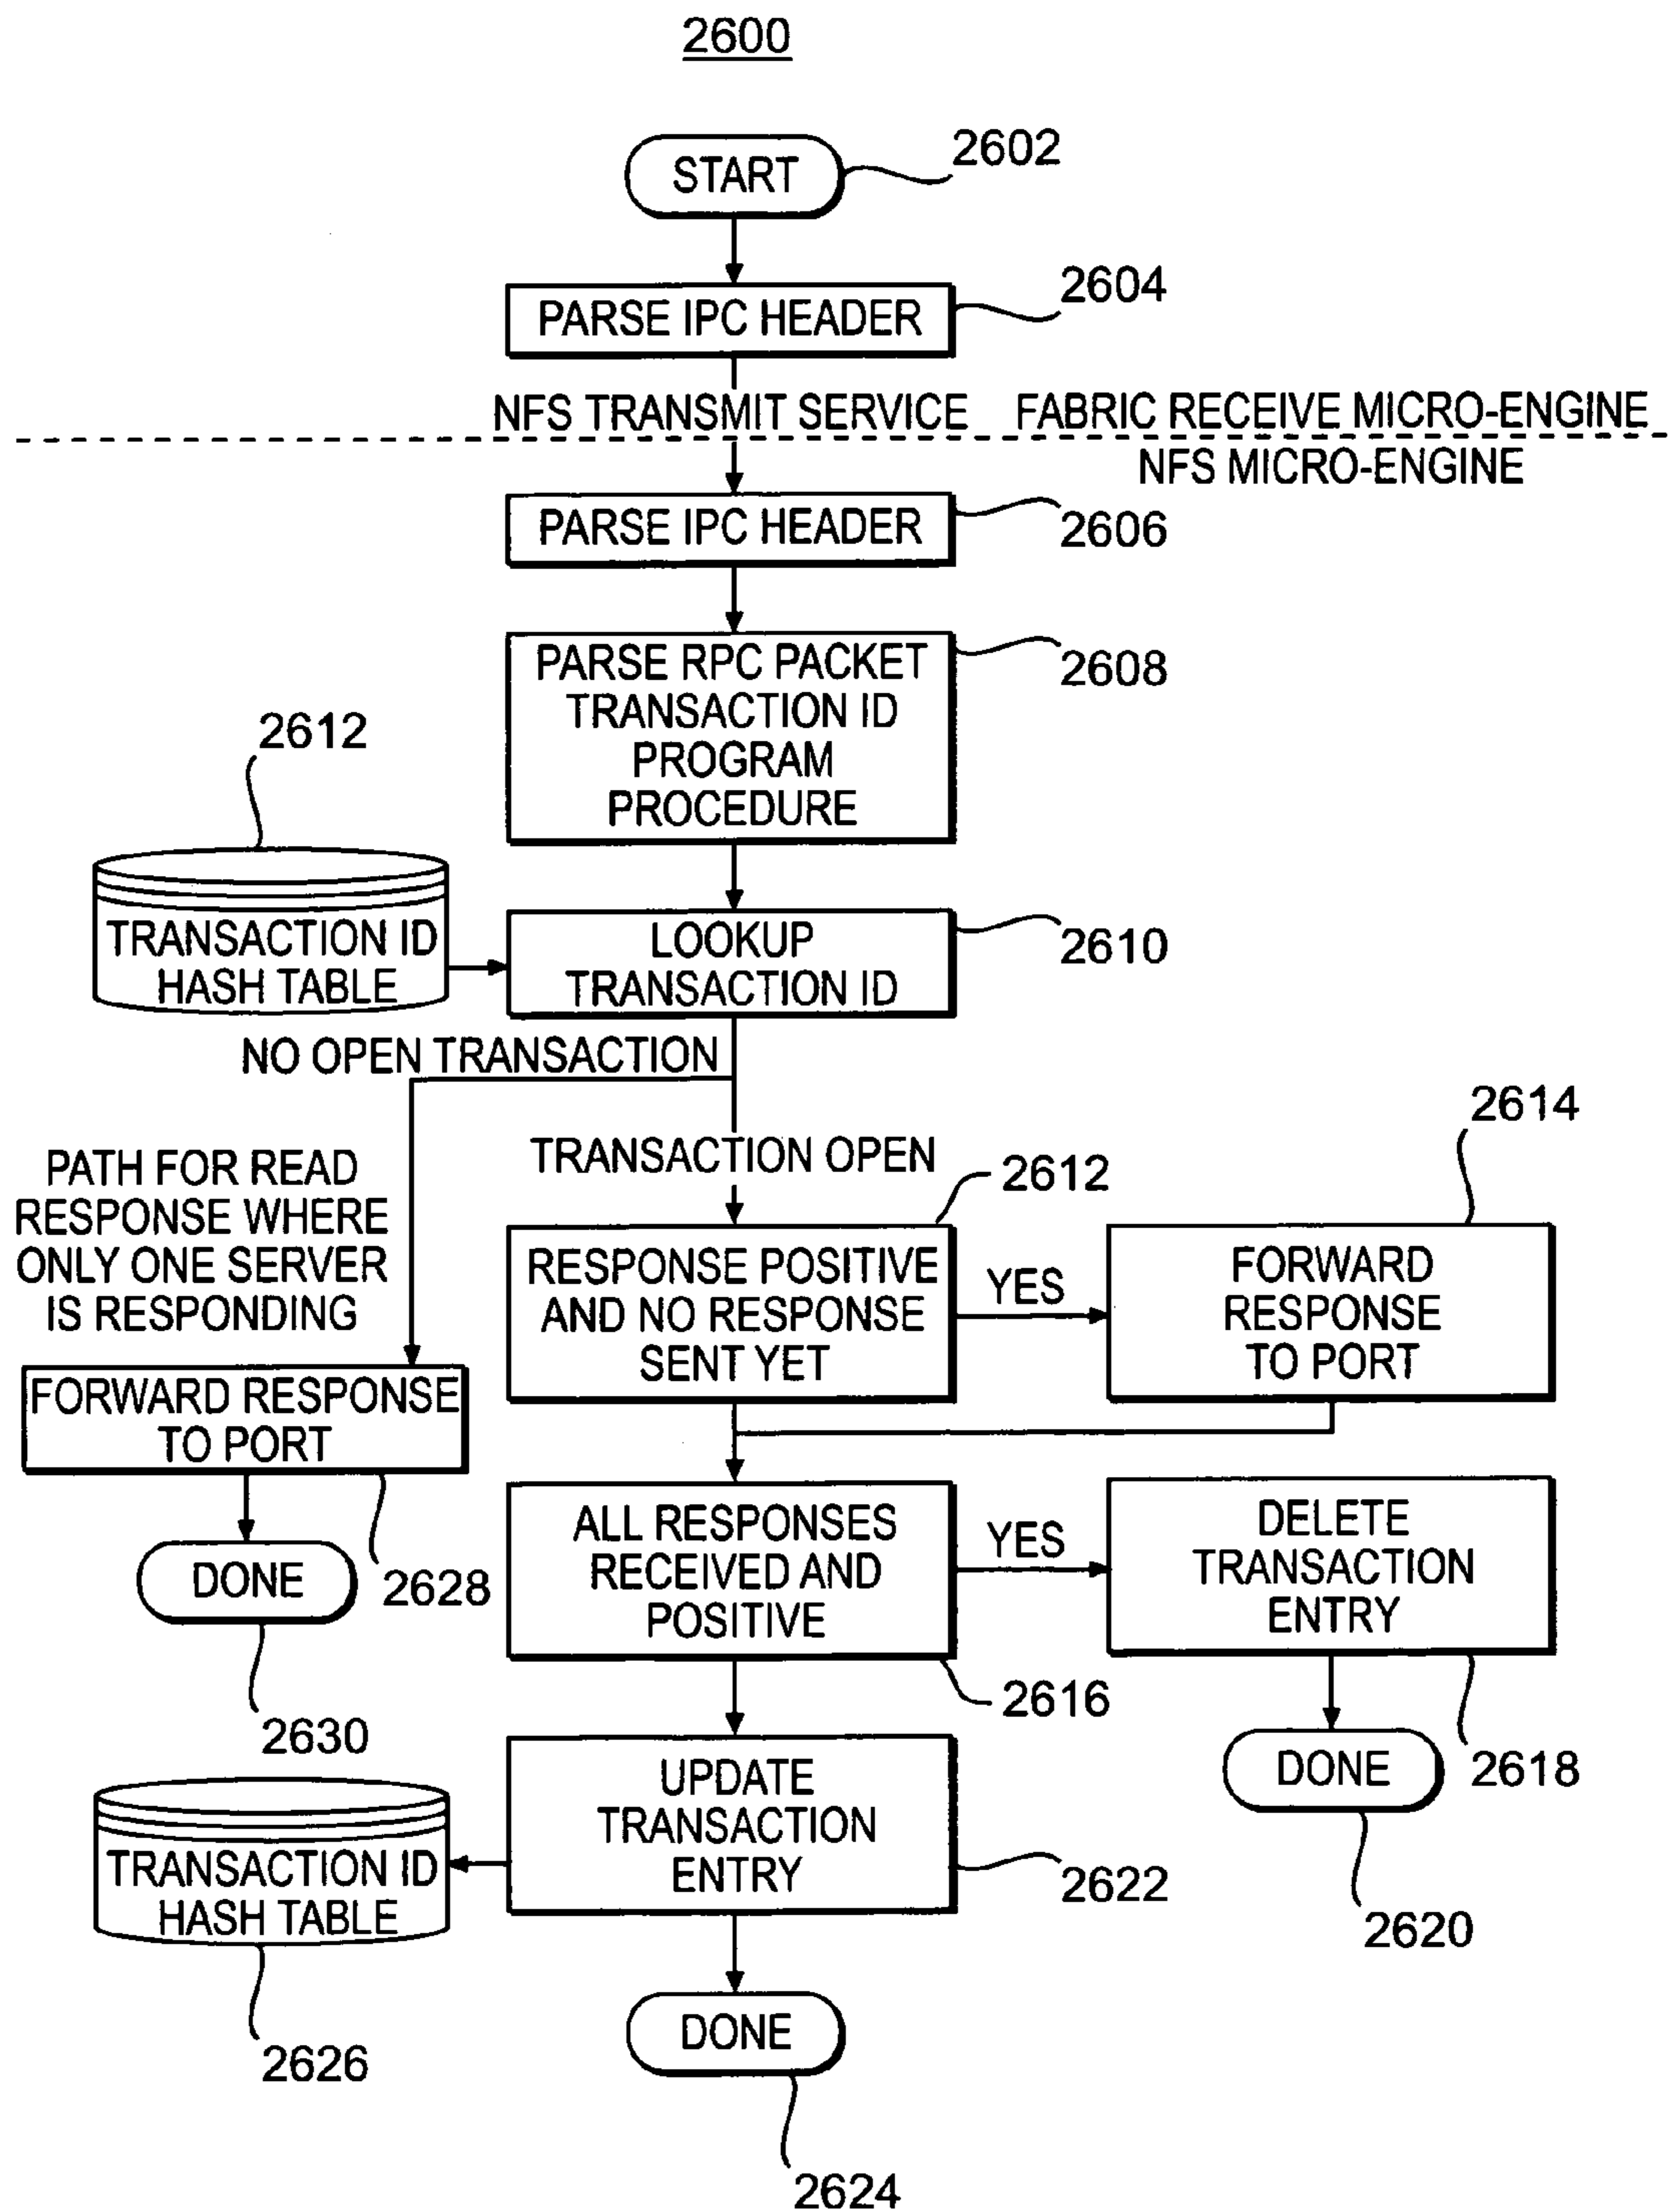 2600
START
2602
PARSE IPC HEADER
2604
NFS TRANSMIT SERVICE
FABRIC RECEIVE MICRO-ENGINE
NFS MICRO-ENGINE
PARSE IPC HEADER
2606
PARSE RPC PACKET
TRANSACTION ID
PROGRAM
PROCEDURE
2608
2612
TRANSACTION ID
HASH TABLE
LOOKUP
TRANSACTION ID
2610
NO OPEN TRANSACTION
PATH FOR READ
RESPONSE WHERE
ONLY ONE SERVER
IS RESPONDING
TRANSACTION OPEN
2612
RESPONSE POSITIVE
AND NO RESPONSE
SENT YET
YES
2614
FORWARD
RESPONSE
TO PORT
FORWARD RESPONSE
TO PORT
2628
DONE
2630
ALL RESPONSES
RECEIVED AND
POSITIVE
2616
YES
DELETE
TRANSACTION
ENTRY
2618
DONE
2620
UPDATE
TRANSACTION
ENTRY
2622
TRANSACTION ID
HASH TABLE
2626
DONE
2624